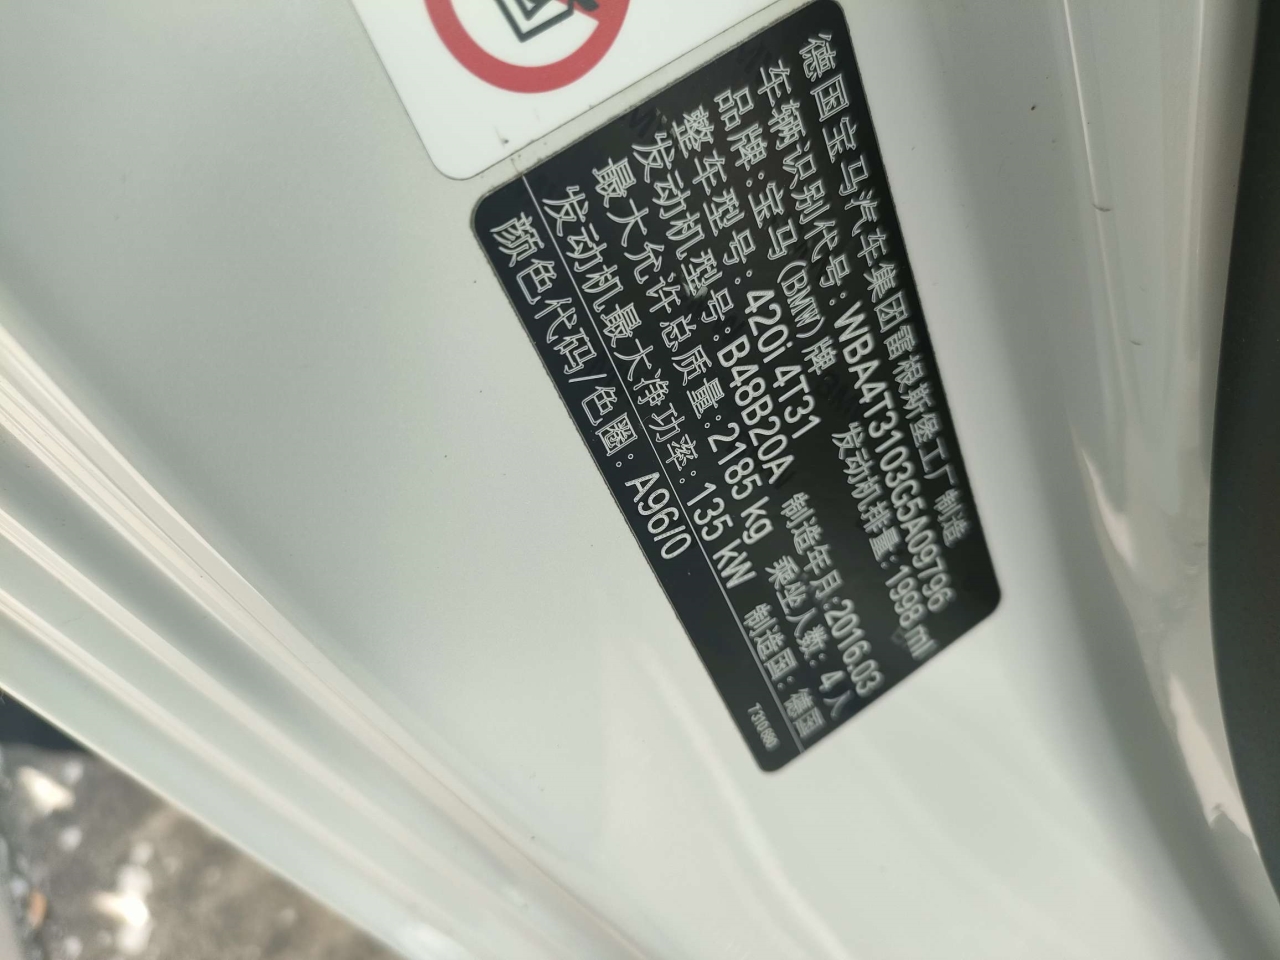 德国宝马汽车集团雷根斯堡工厂 制造
车辆识别代号: WBA4T3103G5A09796
品牌: 宝马(BMW)牌 发动机排量: 1998 ml
整车型号: 420i 4T31 制造年月:2016.03
发动机型号: B48B20A 乘坐人数: 4人
最大允许总质量: 2185 kg 制造国: 德国
发动机最大净功率: 135 kW
颜色代码/色圈: A96/0